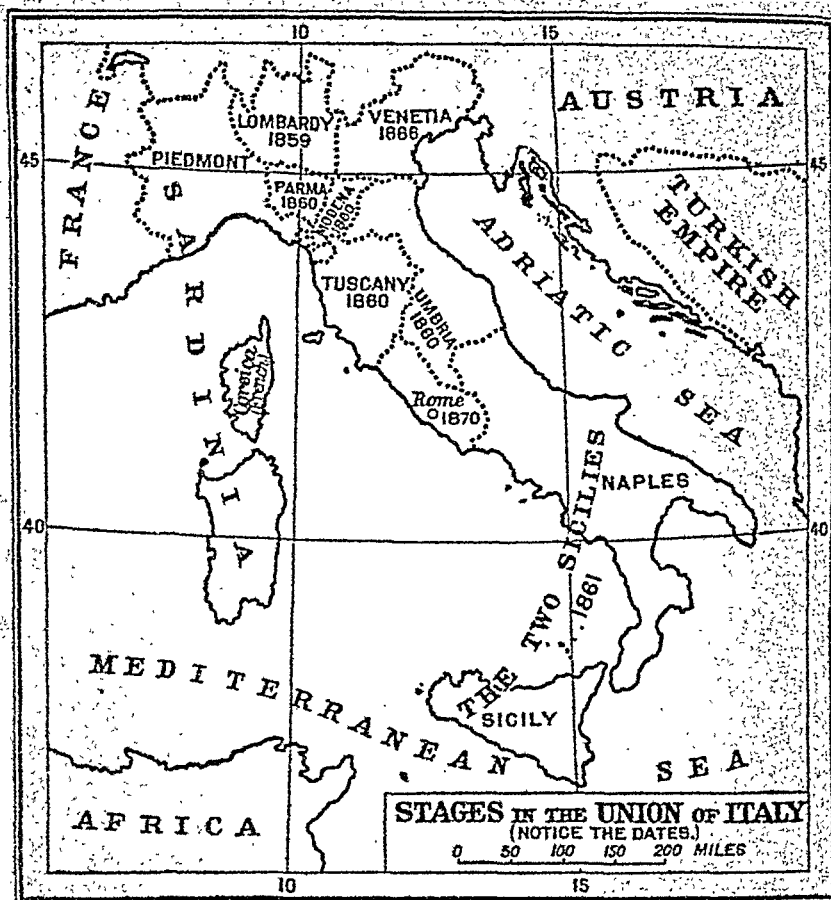 10 15
FRANCE
AUSTRIA
LOMBARDY
1859
VENETIA
1866
45 45
PIEDMONT
PARMA
1860
MODENA
1860
TURKISH
EMPIRE
SARDINIA
ADRIATIC SEA
TUSCANY
1860
UMBRIA
1860
Corsica
(French)
Rome
1870
NAPLES
40 40
THE TWO SICILIES
1861
MEDITERRANEAN SEA
SICILY
AFRICA
STAGES IN THE UNION OF ITALY
(NOTICE THE DATES.)
0 50 100 150 200 MILES
10 15